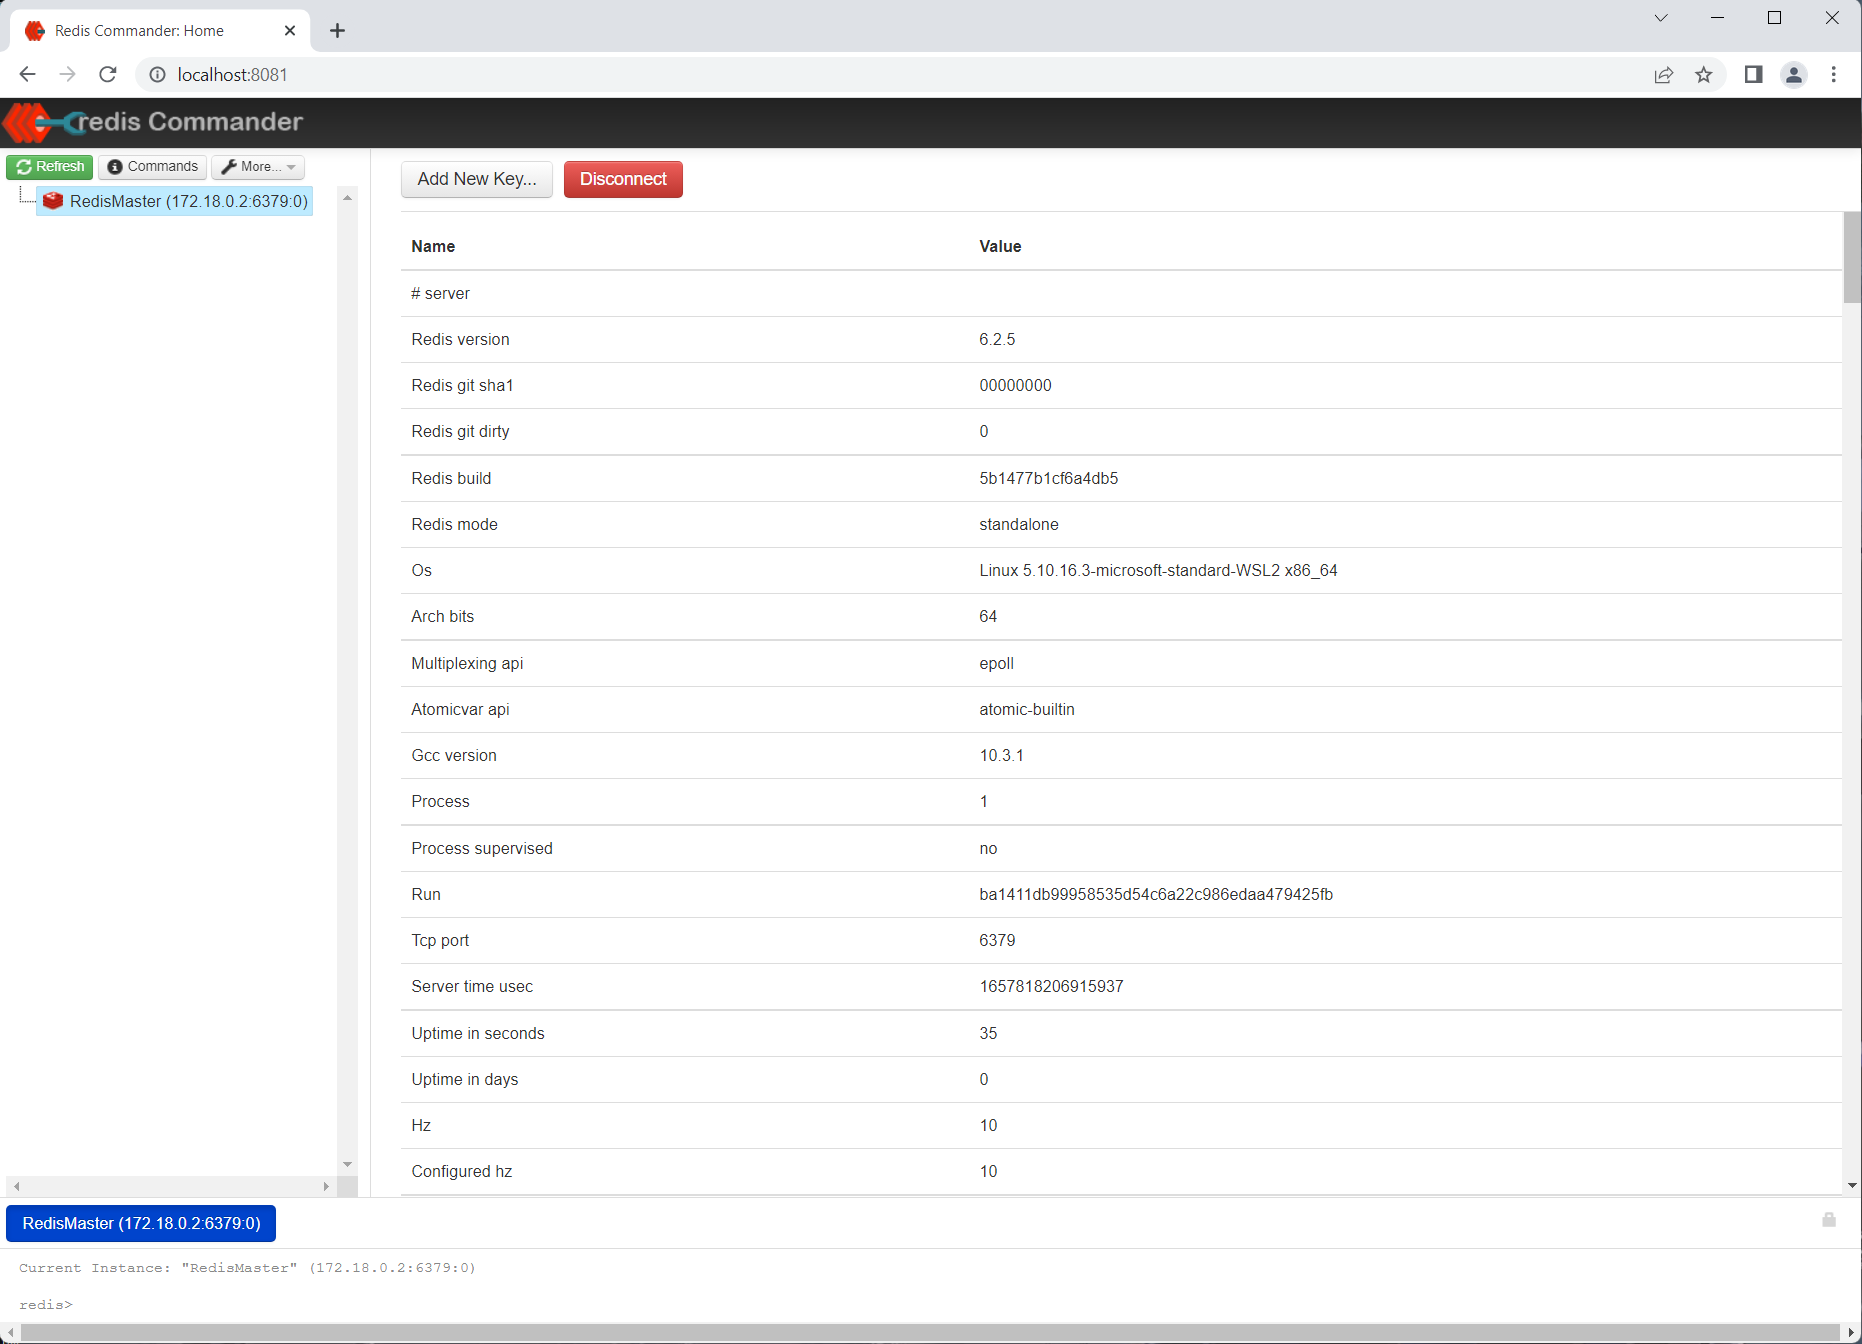 Redis Commander: Home
localhost:8081
redis Commander
Refresh Commands More...
RedisMaster (172.18.0.2:6379:0)
Add New Key... Disconnect
Name Value
# server
Redis version 6.2.5
Redis git sha1 00000000
Redis git dirty 0
Redis build 5b1477b1cf6a4db5
Redis mode standalone
Os Linux 5.10.16.3-microsoft-standard-WSL2 x86_64
Arch bits 64
Multiplexing api epoll
Atomicvar api atomic-builtin
Gcc version 10.3.1
Process 1
Process supervised no
Run ba1411db99958535d54c6a22c986edaa479425fb
Tcp port 6379
Server time usec 1657818206915937
Uptime in seconds 35
Uptime in days 0
Hz 10
Configured hz 10
RedisMaster (172.18.0.2:6379:0)
Current Instance: "RedisMaster" (172.18.0.2:6379:0)
redis>